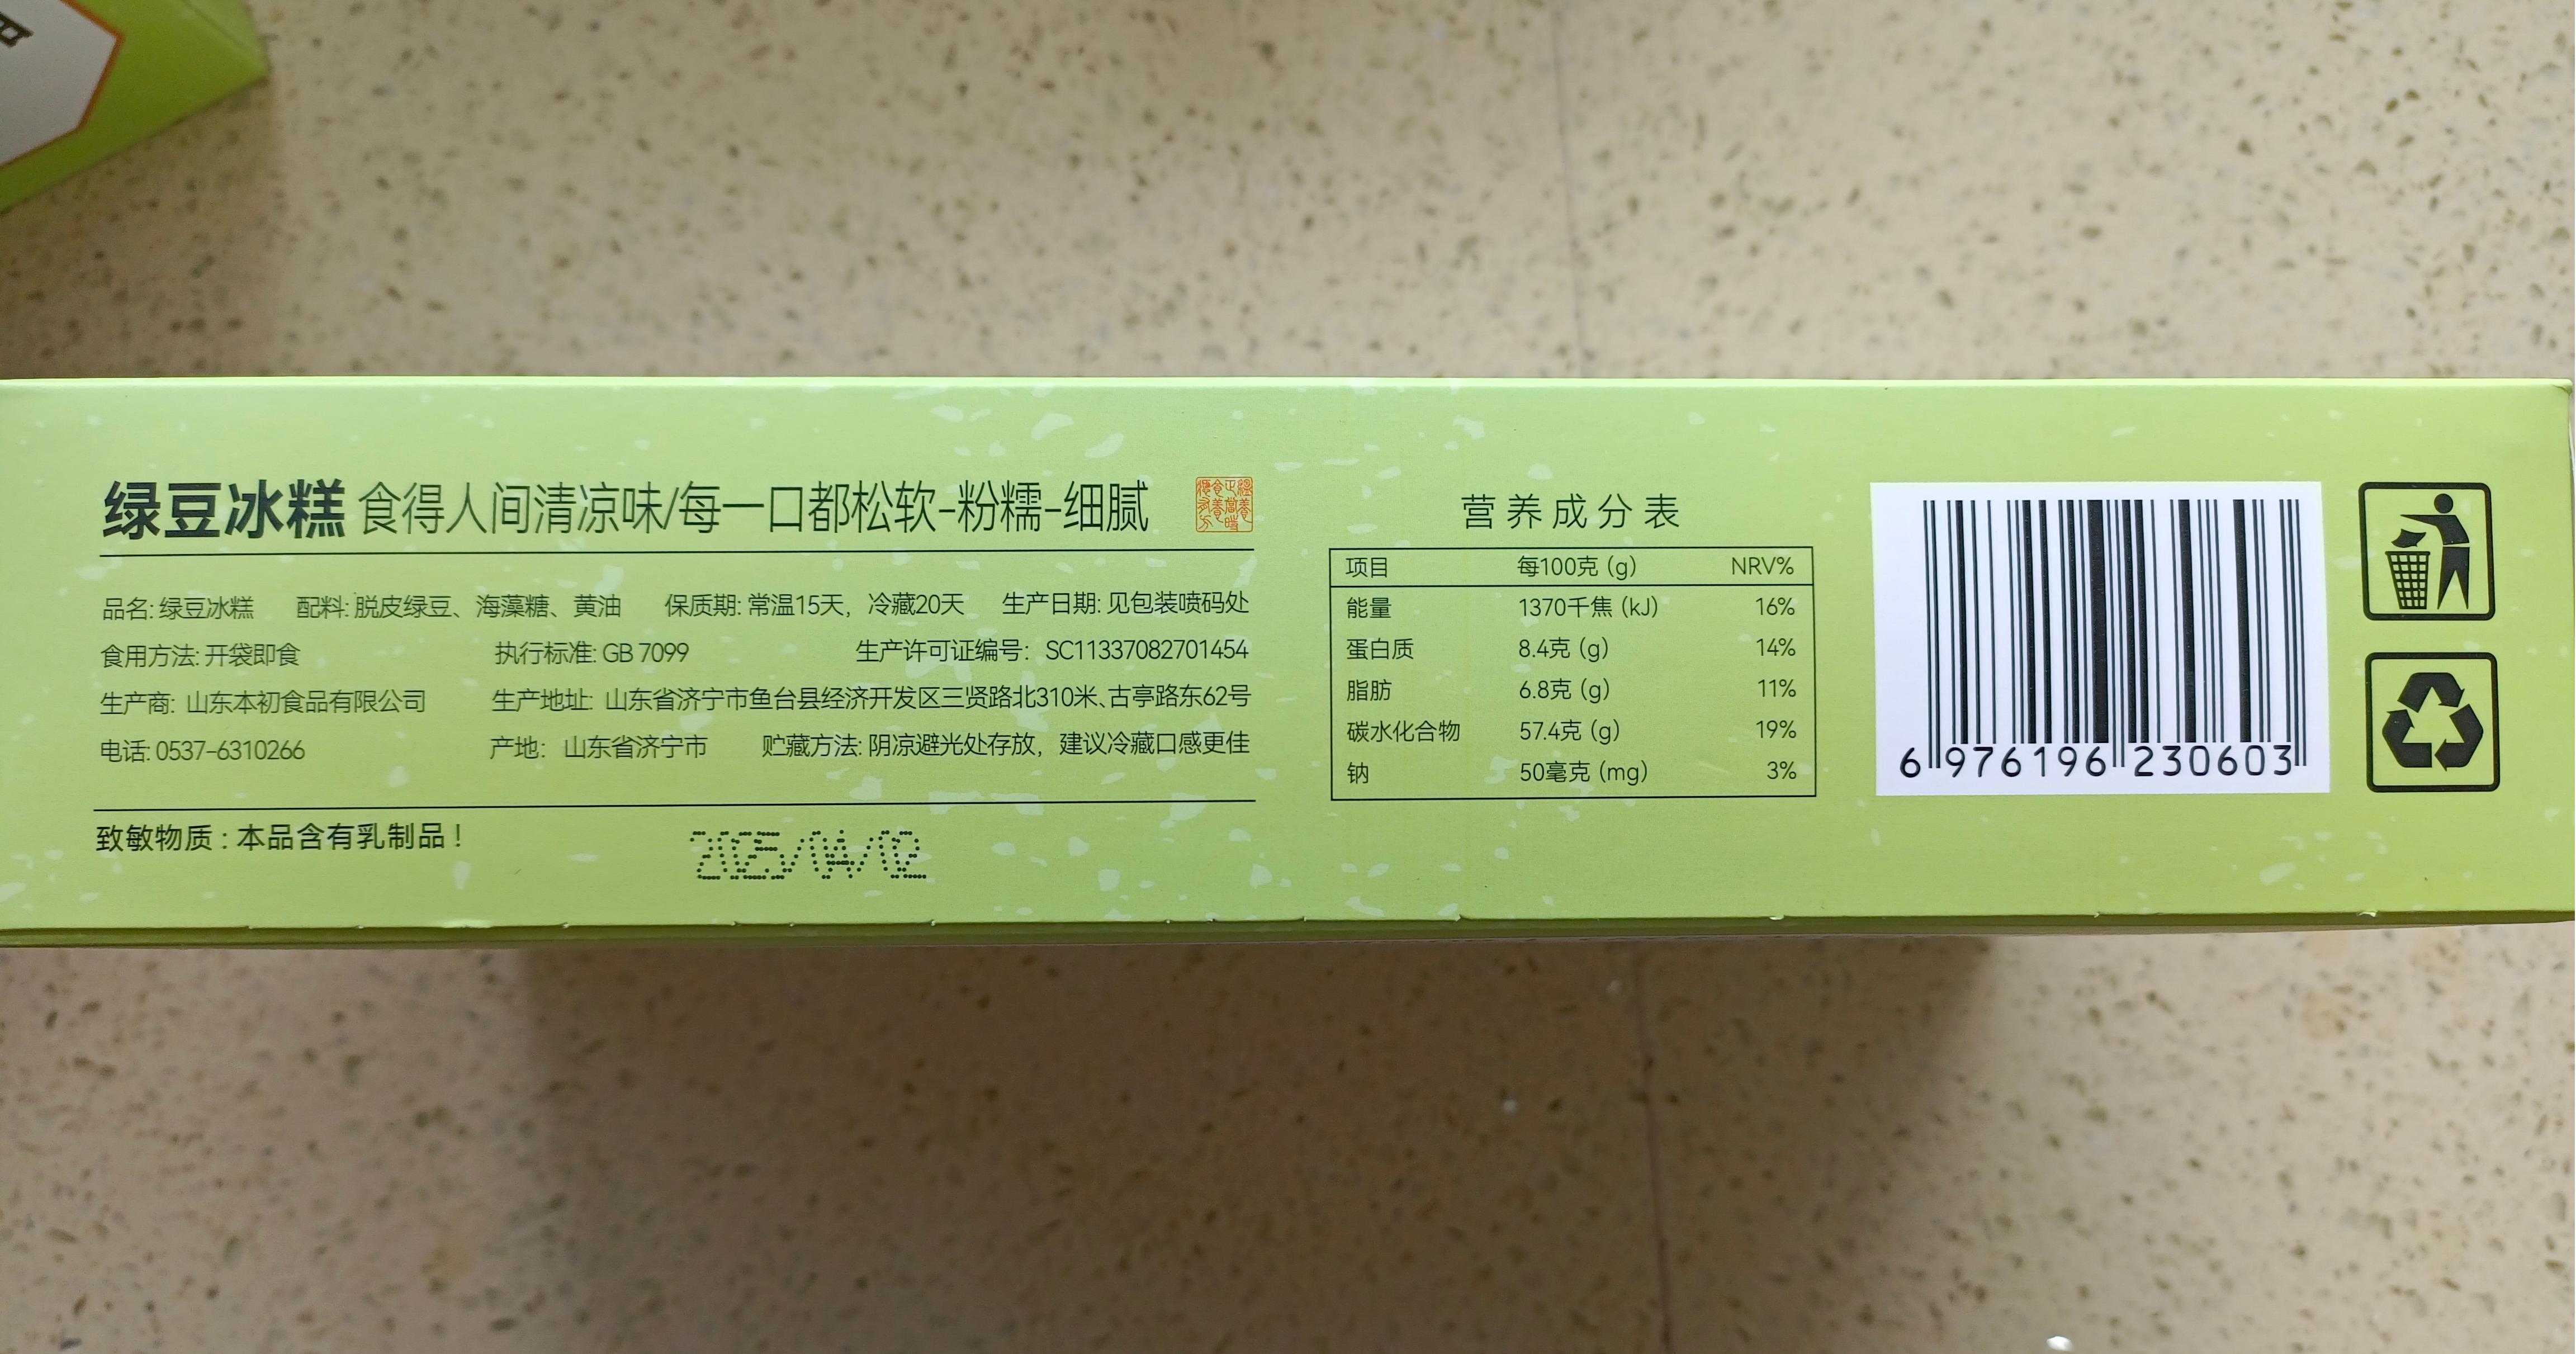 绿豆冰糕 食得人间清凉味/每一口都松软-粉糯-细腻
品名: 绿豆冰糕 配料: 脱皮绿豆、海藻糖、黄油 保质期: 常温15天，冷藏20天 生产日期: 见包装喷码处
食用方法: 开袋即食 执行标准: GB 7099 生产许可证编号: SC11337082701454
生产商: 山东本初食品有限公司 生产地址: 山东省济宁市鱼台县经济开发区三贤路北310米、古亭路东62号
电话: 0537-6310266 产地: 山东省济宁市 贮藏方法: 阴凉避光处存放，建议冷藏口感更佳
致敏物质: 本品含有乳制品!
2025/04/02
营养成分表
项目 每100克 (g) NRV%
能量 1370千焦 (kJ) 16%
蛋白质 8.4克 (g) 14%
脂肪 6.8克 (g) 11%
碳水化合物 57.4克 (g) 19%
钠 50毫克 (mg) 3%
6 976196 230603